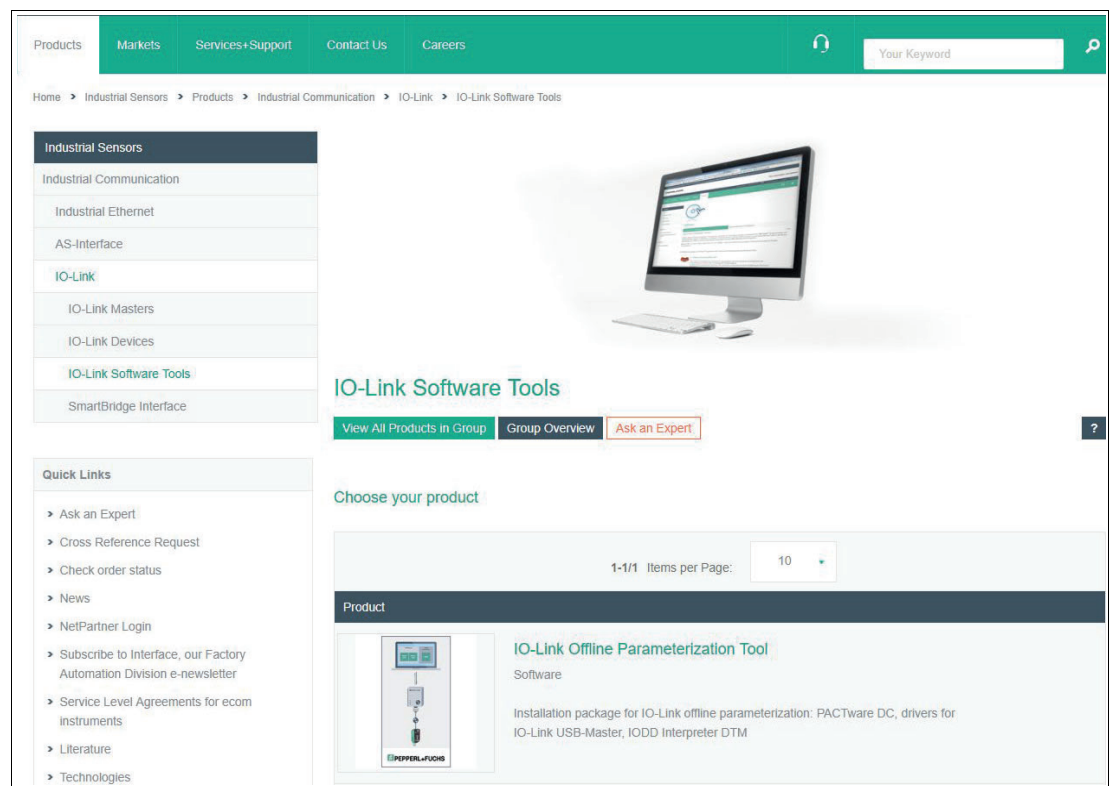 Products Markets Services+Support Contact Us Careers Your Keyword
Home > Industrial Sensors > Products > Industrial Communication > IO-Link > IO-Link Software Tools
Industrial Sensors
Industrial Communication
Industrial Ethernet
AS-Interface
IO-Link
IO-Link Masters
IO-Link Devices
IO-Link Software Tools
SmartBridge Interface
Quick Links
> Ask an Expert
> Cross Reference Request
> Check order status
> News
> NetPartner Login
> Subscribe to Interface, our Factory
Automation Division e-newsletter
> Service Level Agreements for ecom
instruments
> Literature
> Technologies
IO-Link Software Tools
View All Products in Group Group Overview Ask an Expert ?
Choose your product
1-1/1 Items per Page: 10
Product
PEPPERL+FUCHS
IO-Link Offline Parameterization Tool
Software
Installation package for IO-Link offline parameterization: PACTware DC, drivers for
IO-Link USB-Master, IODD Interpreter DTM